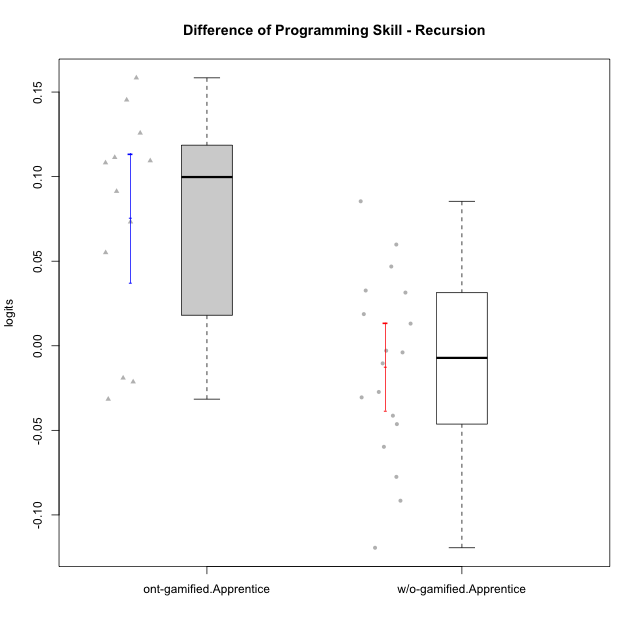 Difference of Programming Skill - Recursion
logits
0.15
0.10
0.05
0.00
-0.05
-0.10
ont-gamified.Apprentice
w/o-gamified.Apprentice